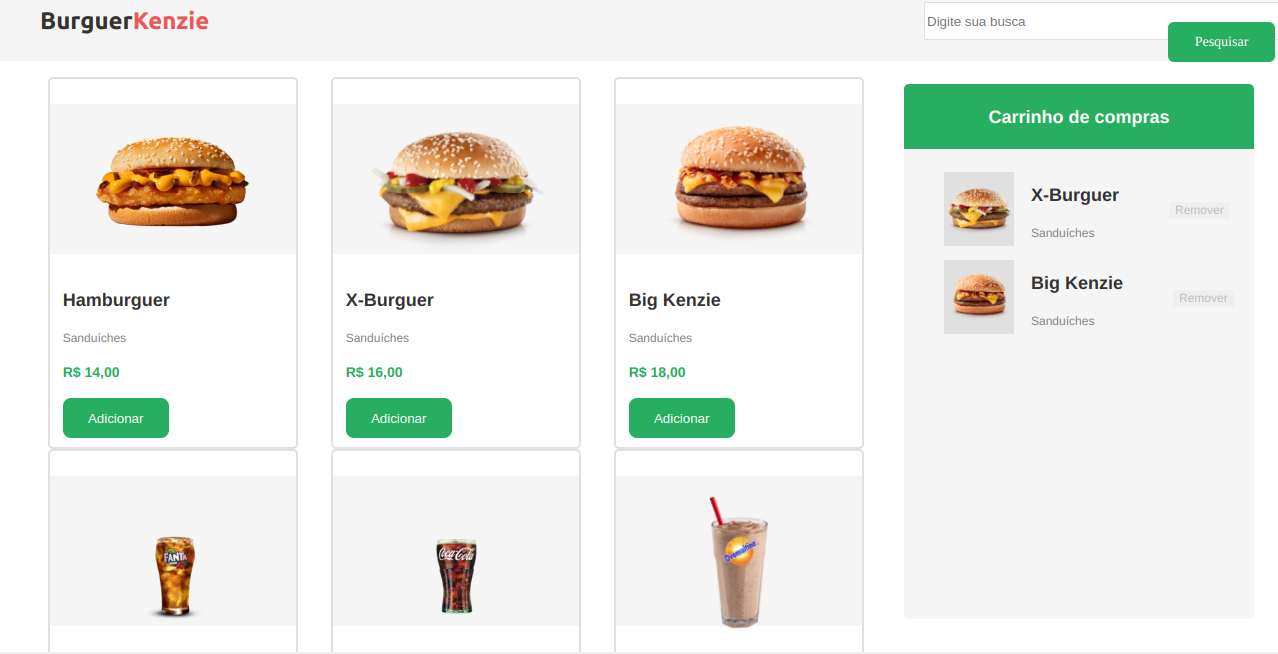 BurguerKenzie
Digite sua busca
Pesquisar
Hamburguer
Sanduíches
R$ 14,00
Adicionar
X-Burguer
Sanduíches
R$ 16,00
Adicionar
Big Kenzie
Sanduíches
R$ 18,00
Adicionar
FANTA
Coca-Cola
Ovomaltine
Carrinho de compras
X-Burguer
Sanduíches
Remover
Big Kenzie
Sanduíches
Remover